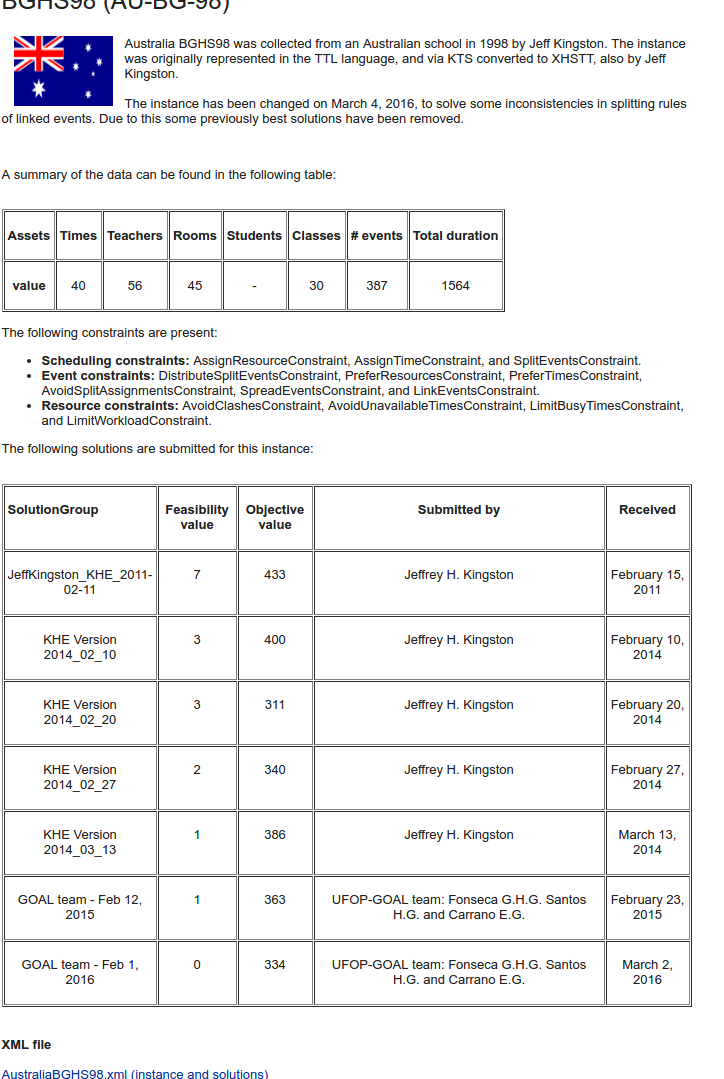 BGHS98 (AU-BG-98)
Australia BGHS98 was collected from an Australian school in 1998 by Jeff Kingston. The instance
was originally represented in the TTL language, and via KTS converted to XHSTT, also by Jeff
Kingston.
The instance has been changed on March 4, 2016, to solve some inconsistencies in splitting rules
of linked events. Due to this some previously best solutions have been removed.
A summary of the data can be found in the following table:
Assets Times Teachers Rooms Students Classes # events Total duration
value 40 56 45 - 30 387 1564
The following constraints are present:
• Scheduling constraints: AssignResourceConstraint, AssignTimeConstraint, and SplitEventsConstraint.
• Event constraints: DistributeSplitEventsConstraint, PreferResourcesConstraint, PreferTimesConstraint,
AvoidSplitAssignmentsConstraint, SpreadEventsConstraint, and LinkEventsConstraint.
• Resource constraints: AvoidClashesConstraint, AvoidUnavailableTimesConstraint, LimitBusyTimesConstraint,
and LimitWorkloadConstraint.
The following solutions are submitted for this instance:
SolutionGroup Feasibility Objective Submitted by Received
value value
JeffKingston_KHE_2011- 7 433 Jeffrey H. Kingston February 15,
02-11 2011
KHE Version 3 400 Jeffrey H. Kingston February 10,
2014_02_10 2014
KHE Version 3 311 Jeffrey H. Kingston February 20,
2014_02_20 2014
KHE Version 2 340 Jeffrey H. Kingston February 27,
2014_02_27 2014
KHE Version 1 386 Jeffrey H. Kingston March 13,
2014_03_13 2014
GOAL team - Feb 12, 1 363 UFOP-GOAL team: Fonseca G.H.G. Santos February 23,
2015 H.G. and Carrano E.G. 2015
GOAL team - Feb 1, 0 334 UFOP-GOAL team: Fonseca G.H.G. Santos March 2,
2016 H.G. and Carrano E.G. 2016
XML file
AustraliaBGHS98.xml (instance and solutions)